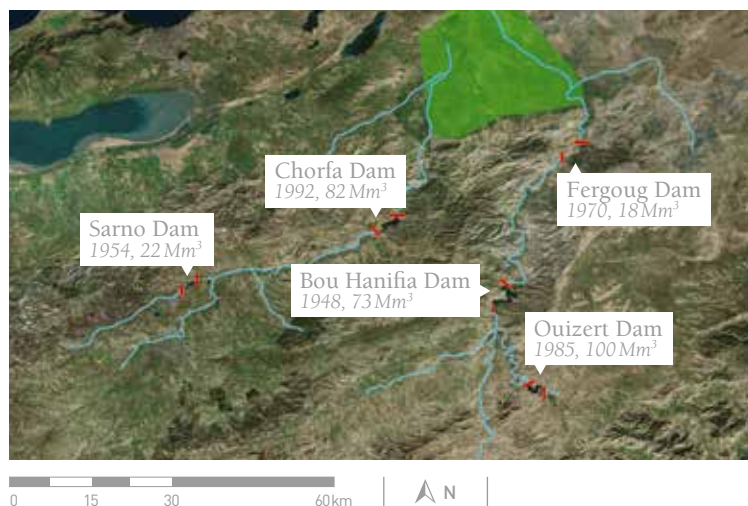 Chorfa Dam
1992, 82 Mm³
Fergoug Dam
1970, 18 Mm³
Sarno Dam
1954, 22 Mm³
Bou Hanifia Dam
1948, 73 Mm³
Ouizert Dam
1985, 100 Mm³
0 15 30 60 km
N